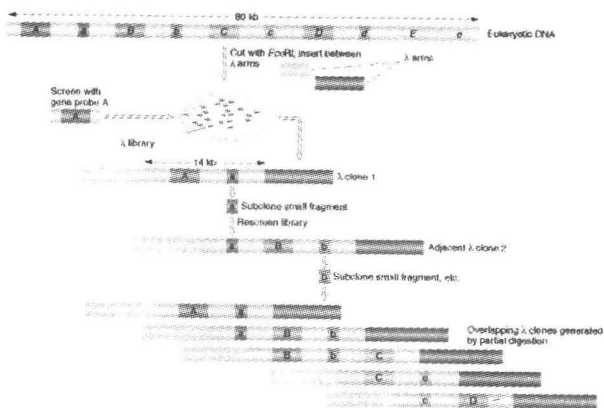 80 kb
A a B b C c D d E e Eukaryotic DNA
Cut with EcoRI, insert between
λ arms
λ arms
Screen with
gene probe A
A
λ library
14 kb
A a λ clone 1
a Subclone small fragment
Rescreen library
a B b Adjacent λ clone 2
b Subclone small fragment, etc.
A a
a B b Overlapping λ clones generated
by partial digestion
B b C
C c
c D